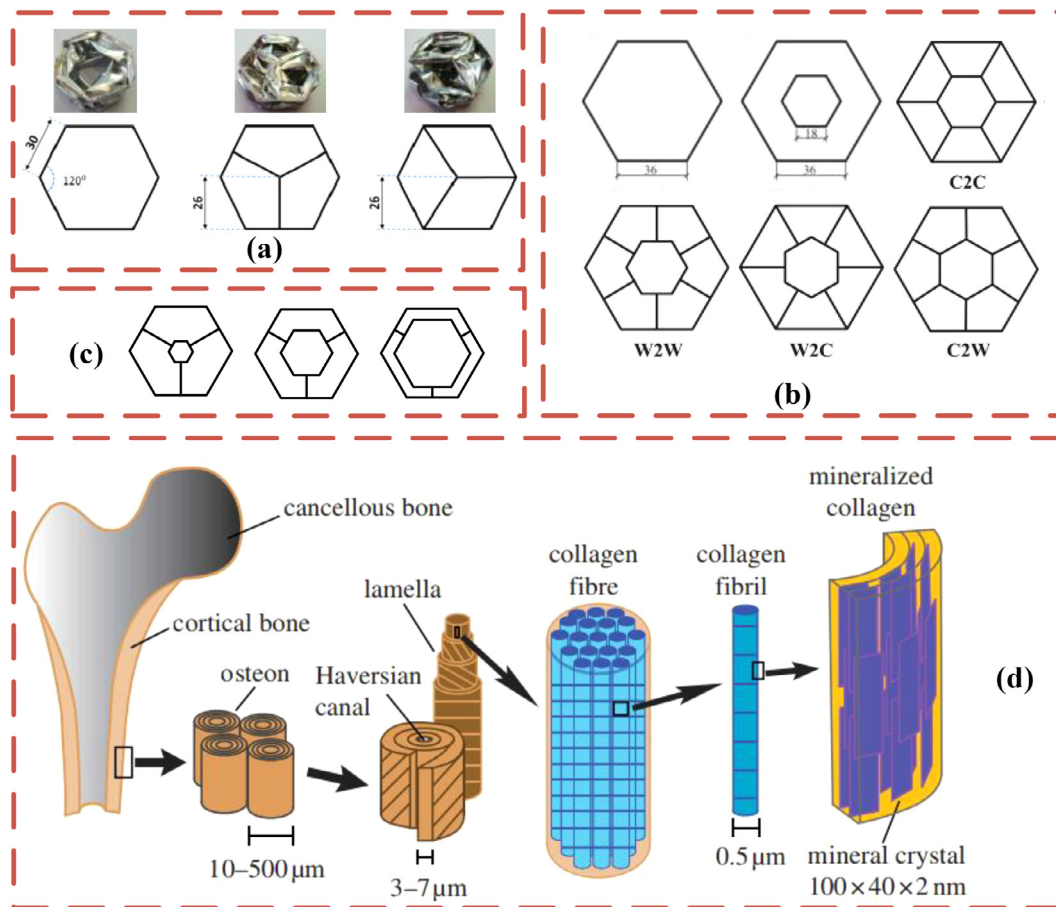 30
120°
26
26
(a)
18
36
36
C2C
W2W
W2C
C2W
(b)
(c)
cancellous bone
cortical bone
osteon
10–500 μm
lamella
Haversian
canal
3–7 μm
collagen
fibre
collagen
fibril
0.5 μm
mineralized
collagen
mineral crystal
100 × 40 × 2 nm
(d)